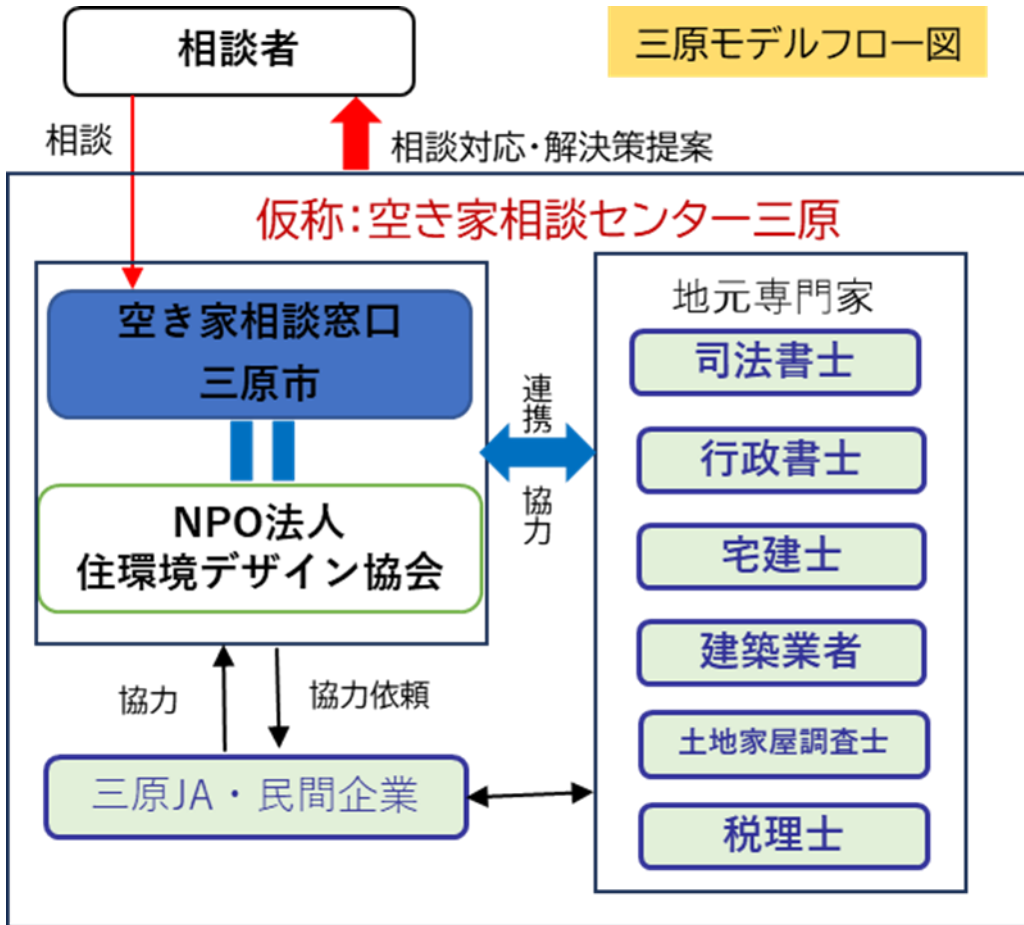 相談者
三原モデルフロー図
相談
相談対応・解決策提案
仮称：空き家相談センター三原
空き家相談窓口
三原市
NPO法人
住環境デザイン協会
連携
協力
地元専門家
司法書士
行政書士
宅建士
建築業者
土地家屋調査士
税理士
協力
協力依頼
三原JA・民間企業